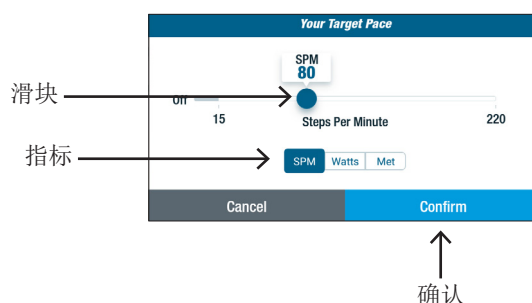 Your Target Pace
SPM
80
滑块
Off
15
Steps Per Minute
220
指标
SPM Watts Met
Cancel Confirm
确认